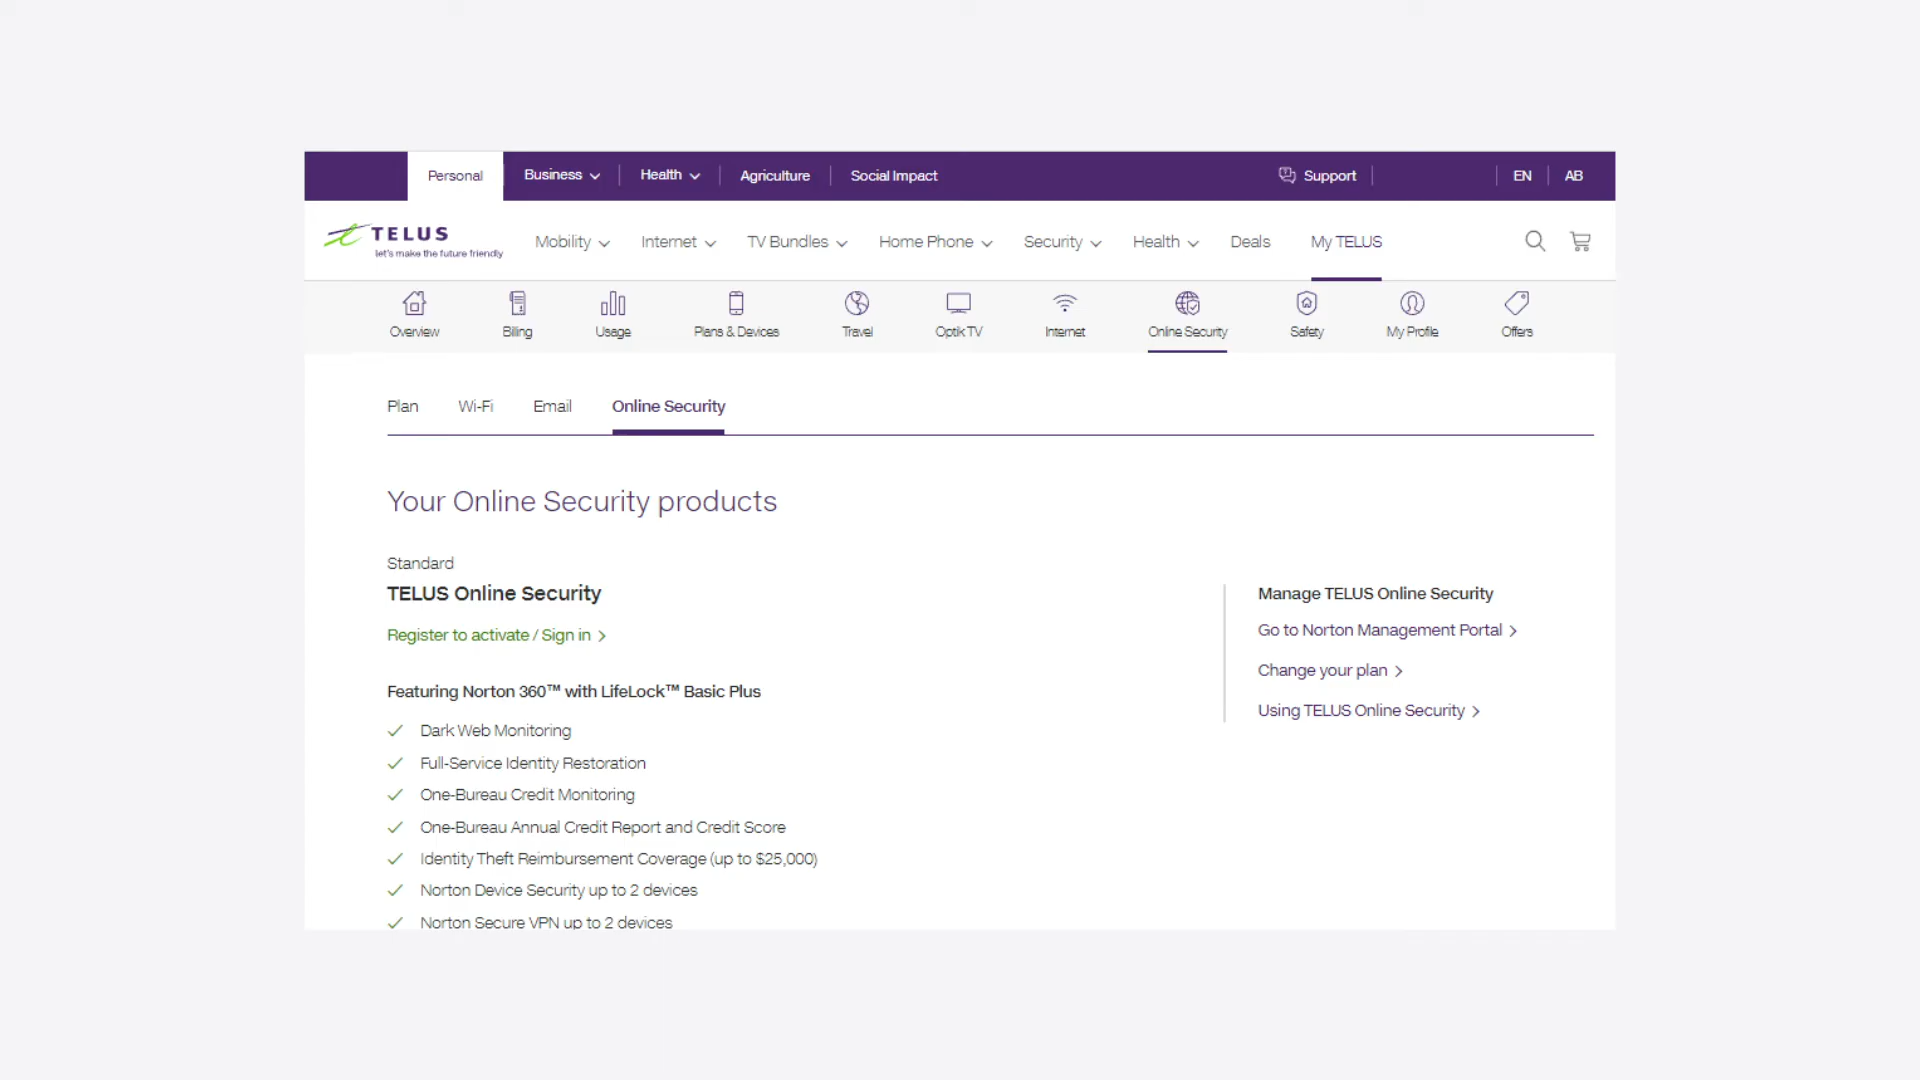 Personal Business Health Agriculture Social Impact Support EN AB
TELUS
let's make the future friendly
Mobility Internet TV Bundles Home Phone Security Health Deals My TELUS
Overview Billing Usage Plans & Devices Travel Optik TV Internet Online Security Safety My Profile Offers
Plan Wi-Fi Email Online Security
Your Online Security products
Standard
TELUS Online Security
Register to activate / Sign in
Featuring Norton 360™ with LifeLock™ Basic Plus
Dark Web Monitoring
Full-Service Identity Restoration
One-Bureau Credit Monitoring
One-Bureau Annual Credit Report and Credit Score
Identity Theft Reimbursement Coverage (up to $25,000)
Norton Device Security up to 2 devices
Norton Secure VPN up to 2 devices
Manage TELUS Online Security
Go to Norton Management Portal
Change your plan
Using TELUS Online Security